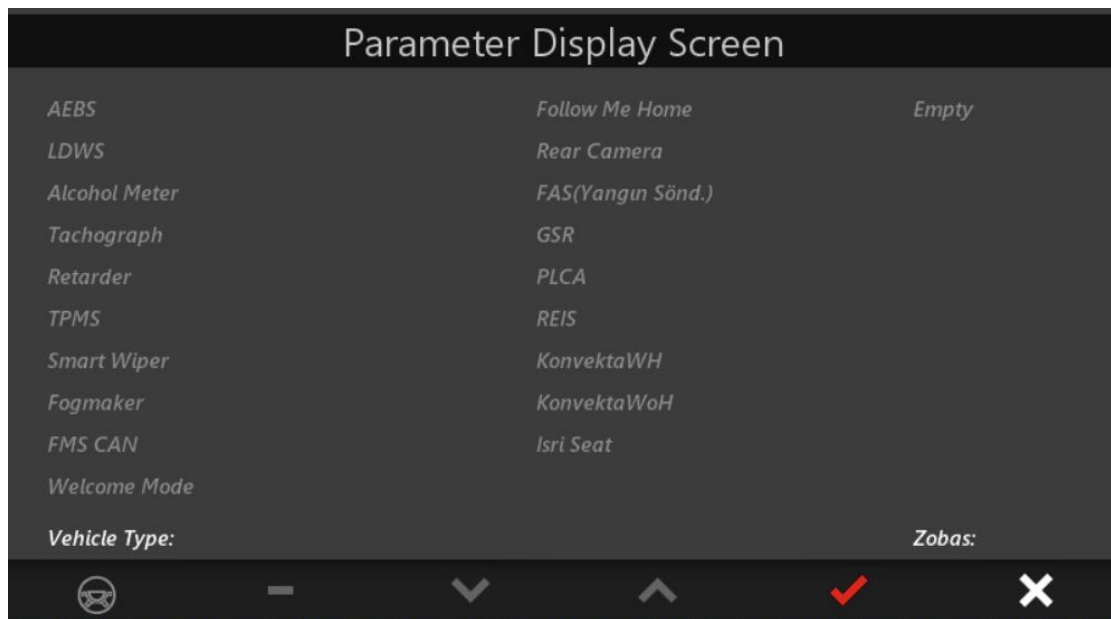 Parameter Display Screen
AEBS
LDWS
Alcohol Meter
Tachograph
Retarder
TPMS
Smart Wiper
Fogmaker
FMS CAN
Welcome Mode
Follow Me Home
Rear Camera
FAS(Yangın Sönd.)
GSR
PLCA
REIS
KonvektaWH
KonvektaWoH
Isri Seat
Empty
Vehicle Type:
Zobas: